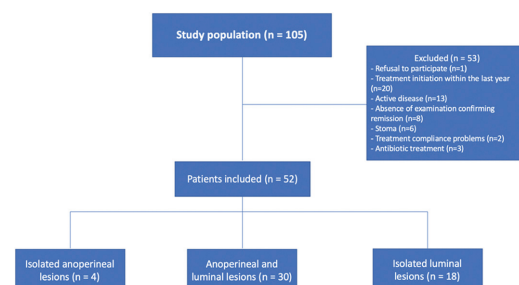 Study population (n = 105)
Excluded (n = 53)
- Refusal to participate (n=1)
- Treatment initiation within the last year
(n=20)
- Active disease (n=13)
- Absence of examination confirming
remission (n=8)
- Stoma (n=6)
- Treatment compliance problems (n=2)
- Antibiotic treatment (n=3)
Patients included (n = 52)
Isolated anoperineal
lesions (n = 4)
Anoperineal and
luminal lesions (n = 30)
Isolated luminal
lesions (n = 18)